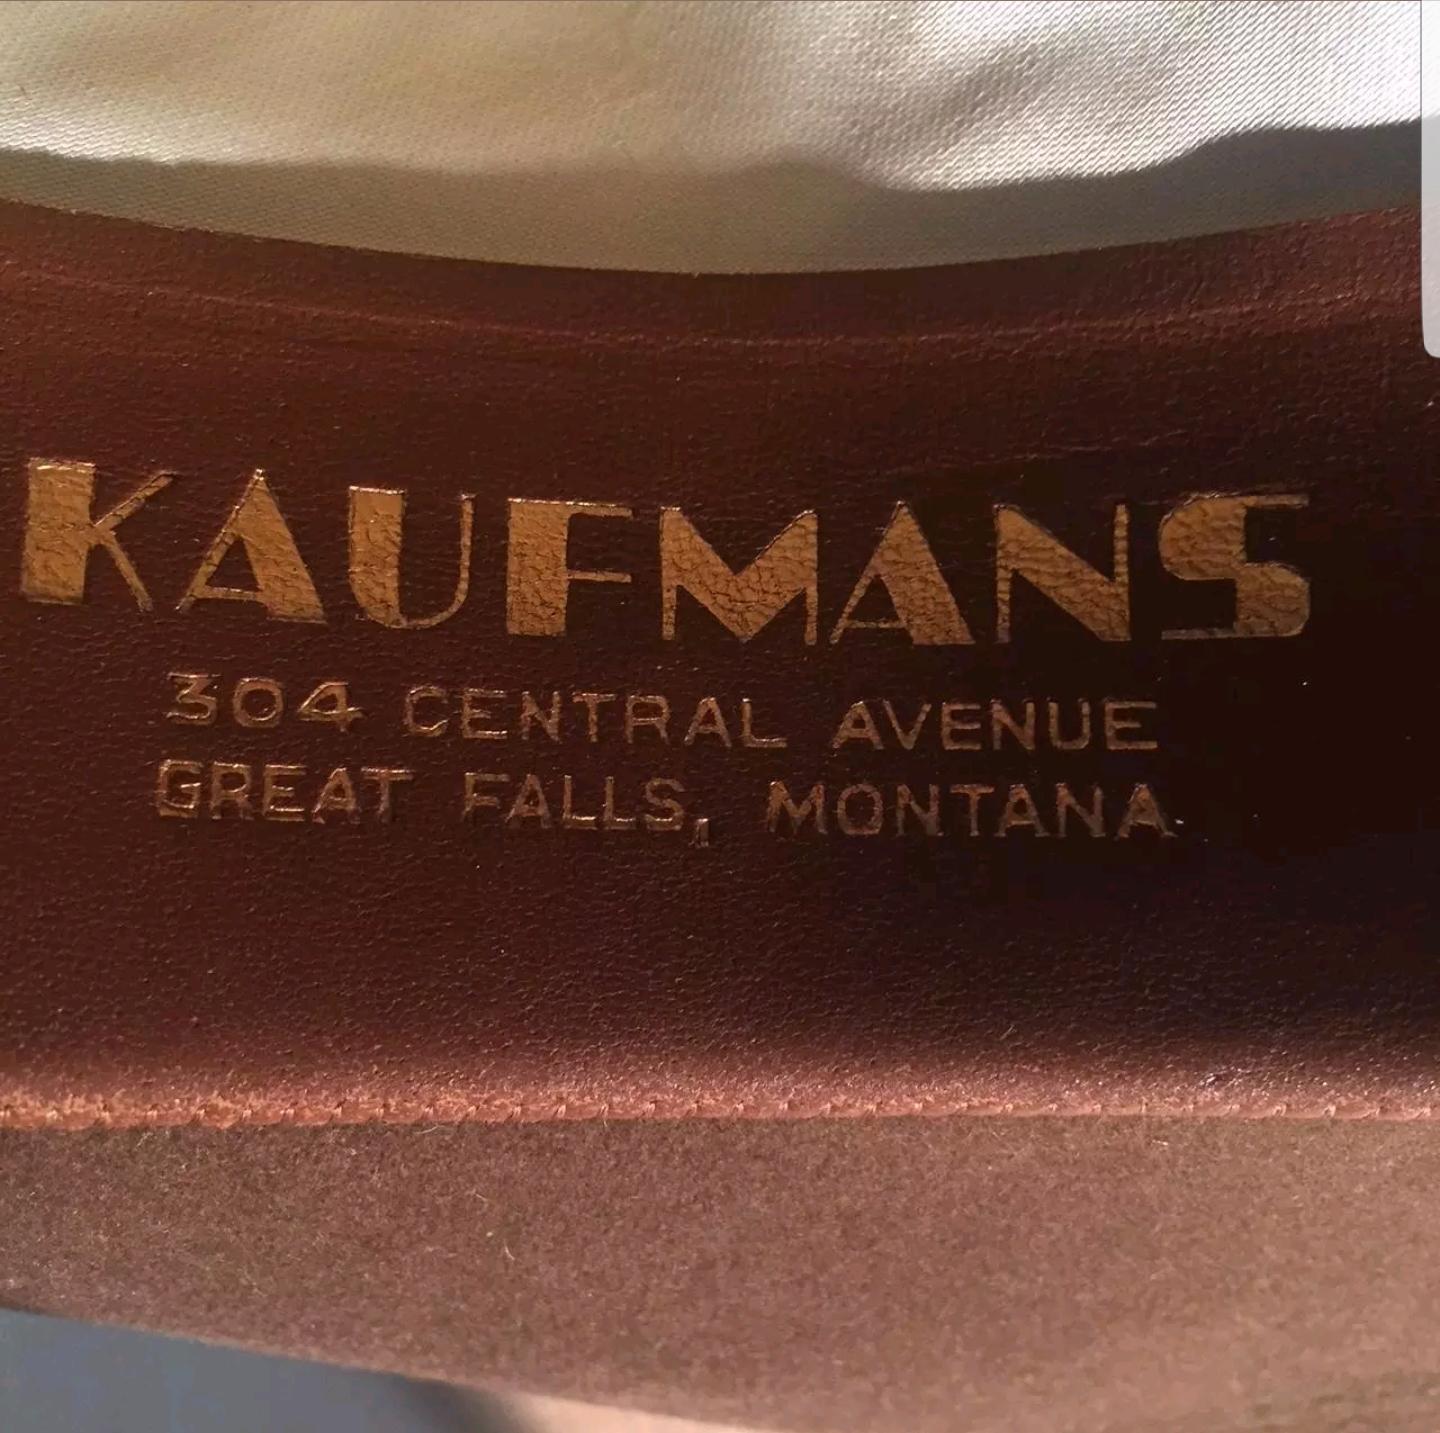 KAUFMANS
304 CENTRAL AVENUE
GREAT FALLS, MONTANA